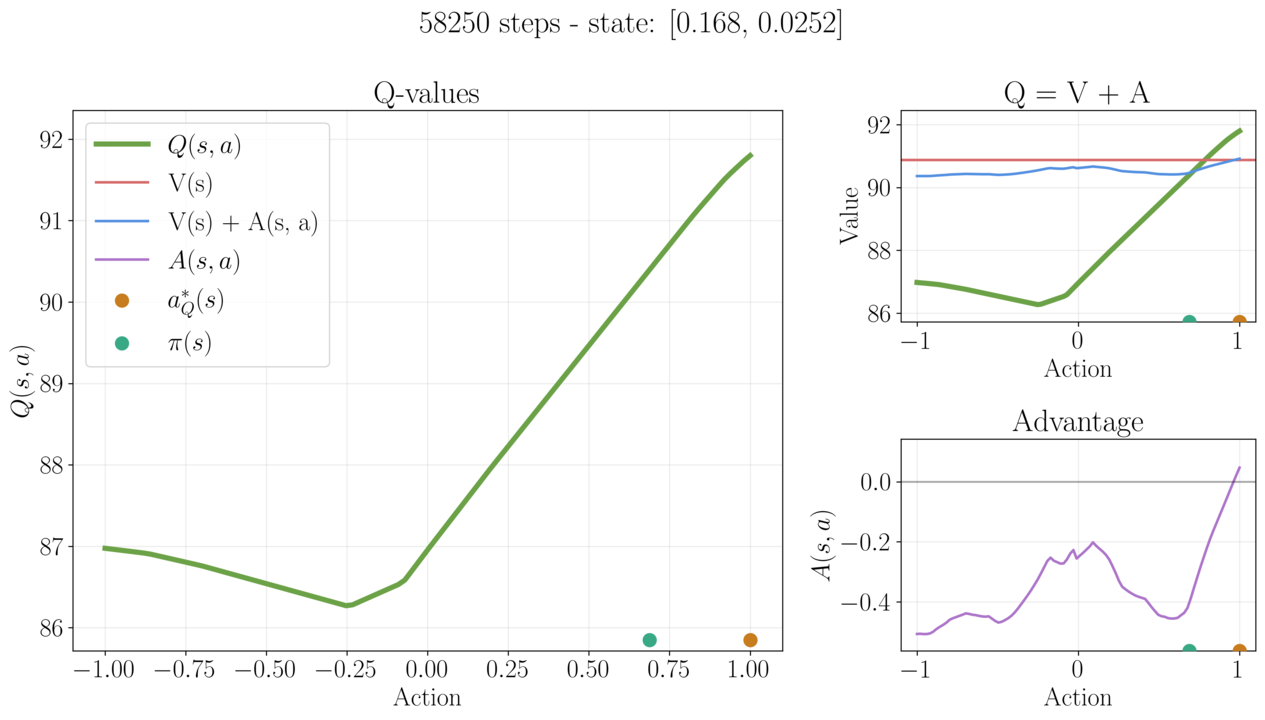 58250 steps - state: [0.168, 0.0252]
Q-values
92
91
90
89
88
87
86
Q(s, a)
Q(s, a)
V(s)
V(s) + A(s, a)
A(s, a)
a*Q(s)
π(s)
−1.00 −0.75 −0.50 −0.25 0.00 0.25 0.50 0.75 1.00
Action
Q = V + A
92
90
88
86
Value
−1 0 1
Action
Advantage
0.0
−0.2
−0.4
A(s, a)
−1 0 1
Action